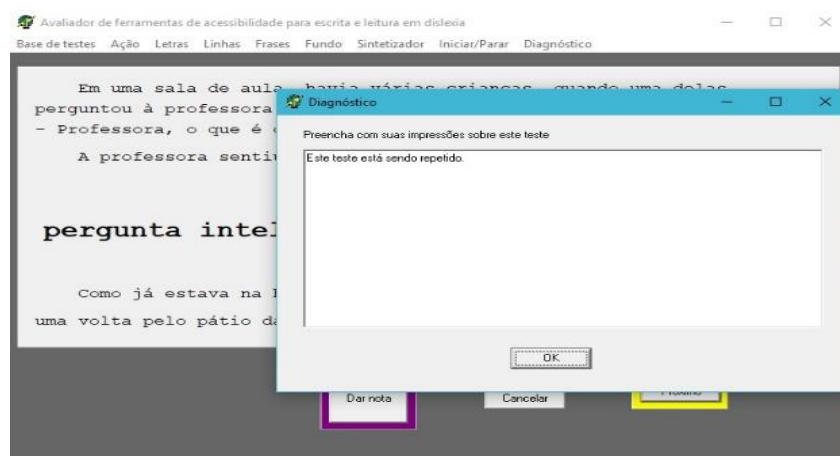 Avaliador de ferramentas de acessibilidade para escrita e leitura em dislexia
Base de testes Ação Letras Linhas Frases Fundo Sintetizador Iniciar/Parar Diagnóstico
Em uma sala de aula, havia várias crianças, quando uma delas
perguntou à professora
– Professora, o que é
A professora sentiu
pergunta
Como já estava na
uma volta pelo pátio da
Diagnóstico
Preencha com suas impressões sobre este teste
Este teste está sendo repetido.
OK
Dar nota
Cancelar
Próximo